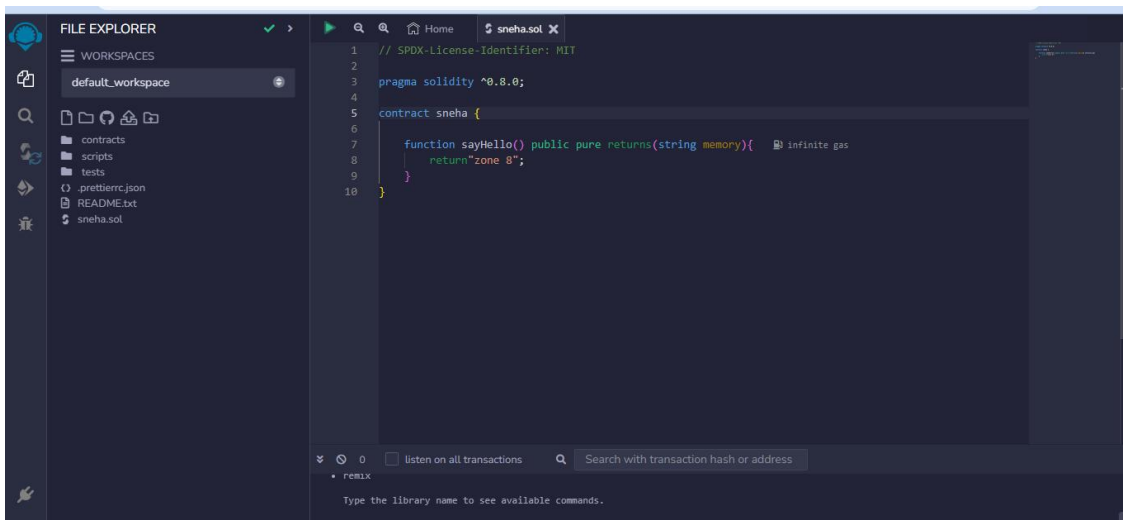 FILE EXPLORER
WORKSPACES
default_workspace
contracts
scripts
tests
.prettierrc.json
README.txt
sneha.sol
Home
sneha.sol
1 // SPDX-License-Identifier: MIT
2
3 pragma solidity ^0.8.0;
4
5 contract sneha {
6
7 function sayHello() public pure returns(string memory){ infinite gas
8 return"zone 8";
9 }
10 }
0 listen on all transactions Search with transaction hash or address
• remix
Type the library name to see available commands.